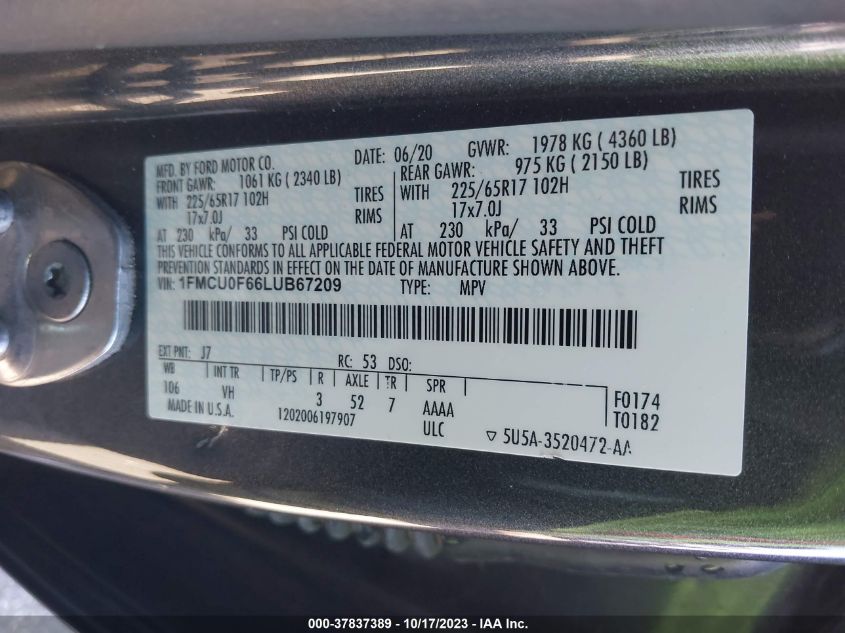 MFD. BY FORD MOTOR CO. DATE: 06/20 GVWR: 1978 KG ( 4360 LB)
FRONT GAWR: 1061 KG ( 2340 LB) REAR GAWR: 975 KG ( 2150 LB)
WITH 225/65R17 102H TIRES WITH 225/65R17 102H TIRES
17x7.0J RIMS 17x7.0J RIMS
AT 230 kPa/ 33 PSI COLD AT 230 kPa/ 33 PSI COLD
THIS VEHICLE CONFORMS TO ALL APPLICABLE FEDERAL MOTOR VEHICLE SAFETY AND THEFT
PREVENTION STANDARDS IN EFFECT ON THE DATE OF MANUFACTURE SHOWN ABOVE.
VIN: 1FMCU0F66LUB67209 TYPE: MPV
EXT PNT: J7 RC: 53 DSO:
WB INT TR TP/PS R AXLE TR SPR
106 VH 3 52 7 AAAA F0174
MADE IN U.S.A. 1202006197907 ULC T0182
▽ 5U5A-3520472-AA
000-37837389 - 10/17/2023 - IAA Inc.